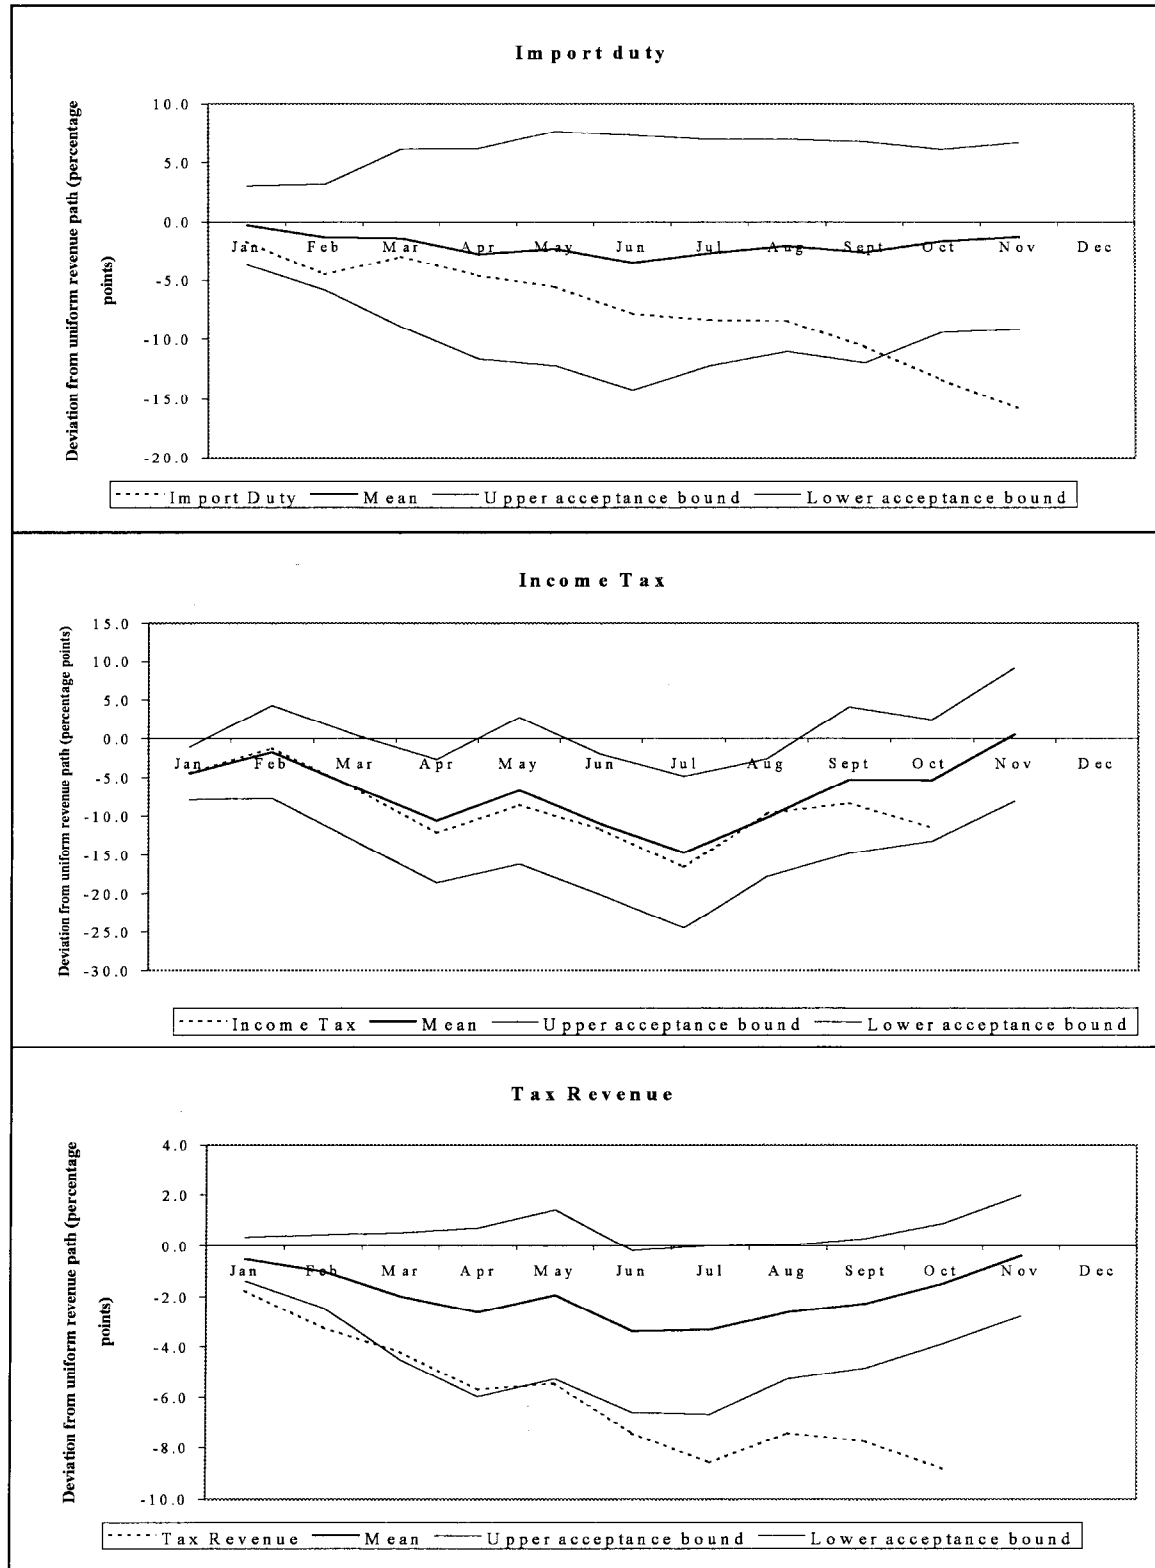 Import duty
Deviation from uniform revenue path (percentage
points)
10.0
5.0
0.0
-5.0
-10.0
-15.0
-20.0
Jan Feb Mar Apr May Jun Jul Aug Sept Oct Nov Dec
Import Duty Mean Upper acceptance bound Lower acceptance bound
Income Tax
Deviation from uniform revenue path (percentage points)
15.0
10.0
5.0
0.0
-5.0
-10.0
-15.0
-20.0
-25.0
-30.0
Jan Feb Mar Apr May Jun Jul Aug Sept Oct Nov Dec
Income Tax Mean Upper acceptance bound Lower acceptance bound
Tax Revenue
Deviation from uniform revenue path (percentage
points)
4.0
2.0
0.0
-2.0
-4.0
-6.0
-8.0
-10.0
Jan Feb Mar Apr May Jun Jul Aug Sept Oct Nov Dec
Tax Revenue Mean Upper acceptance bound Lower acceptance bound